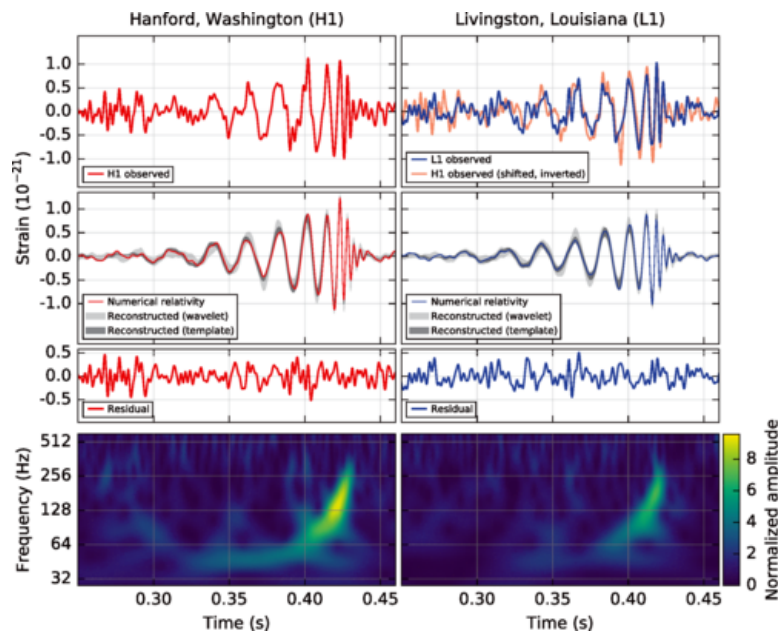 Hanford, Washington (H1)
Livingston, Louisiana (L1)
Strain (10⁻²¹)
1.0
0.5
0.0
-0.5
-1.0
H1 observed
L1 observed
H1 observed (shifted, inverted)
1.0
0.5
0.0
-0.5
-1.0
Numerical relativity
Reconstructed (wavelet)
Reconstructed (template)
Numerical relativity
Reconstructed (wavelet)
Reconstructed (template)
0.5
0.0
-0.5
Residual
Residual
Frequency (Hz)
512
256
128
64
32
0.30
0.35
0.40
0.45
Time (s)
0.30
0.35
0.40
0.45
Time (s)
8
6
4
2
0
Normalized amplitude